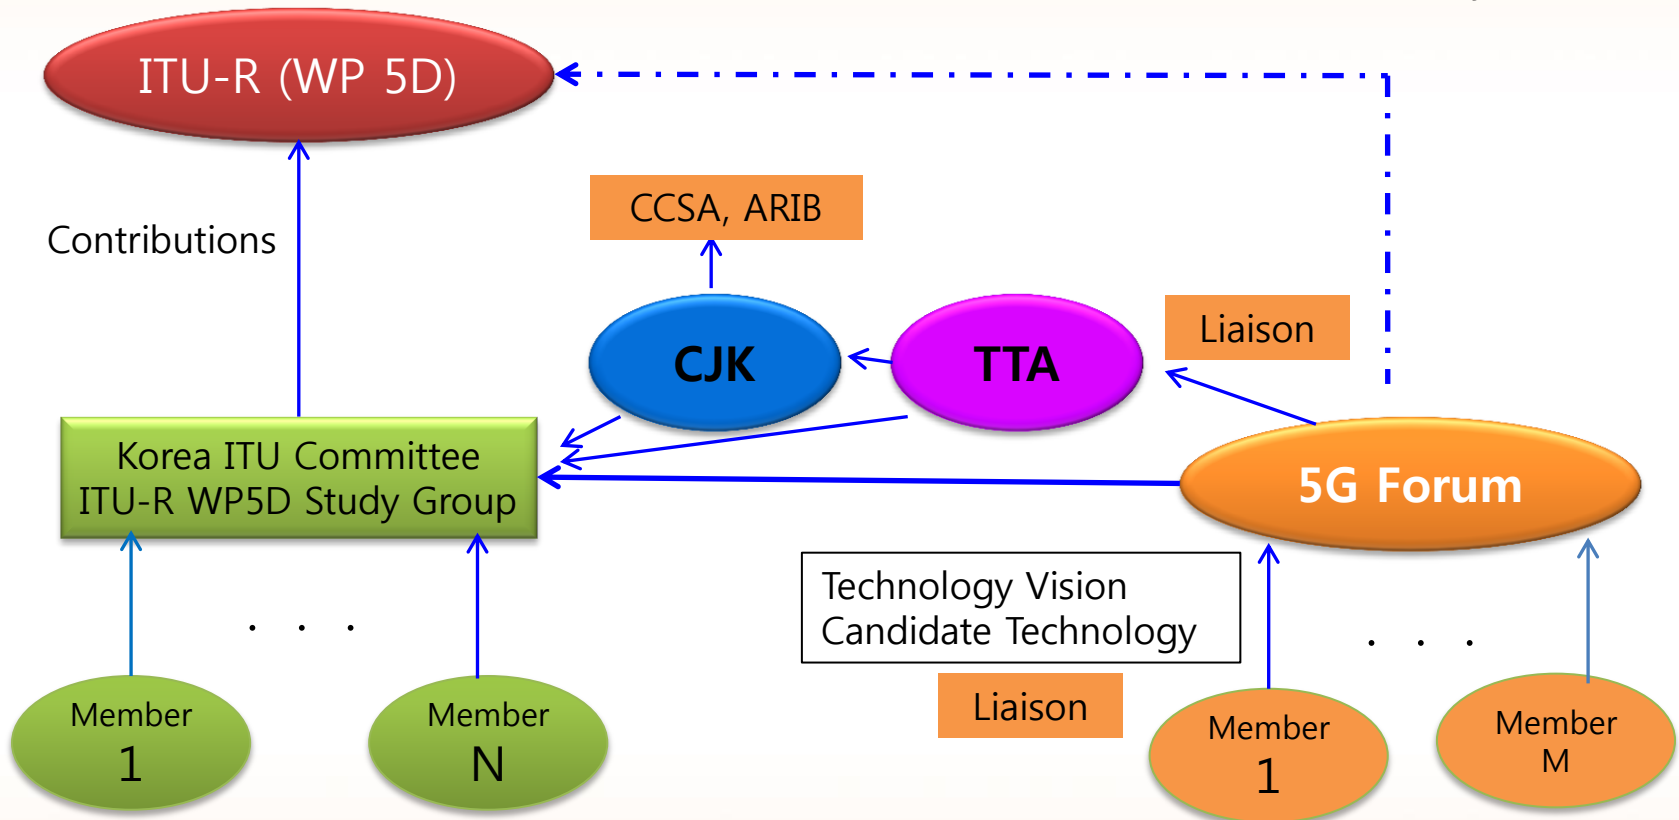 ITU-R (WP 5D)
Contributions
CCSA, ARIB
Liaison
CJK
TTA
Korea ITU Committee
ITU-R WP5D Study Group
5G Forum
Technology Vision
Candidate Technology
. . .
. . .
Liaison
Member
1
Member
N
Member
1
Member
M